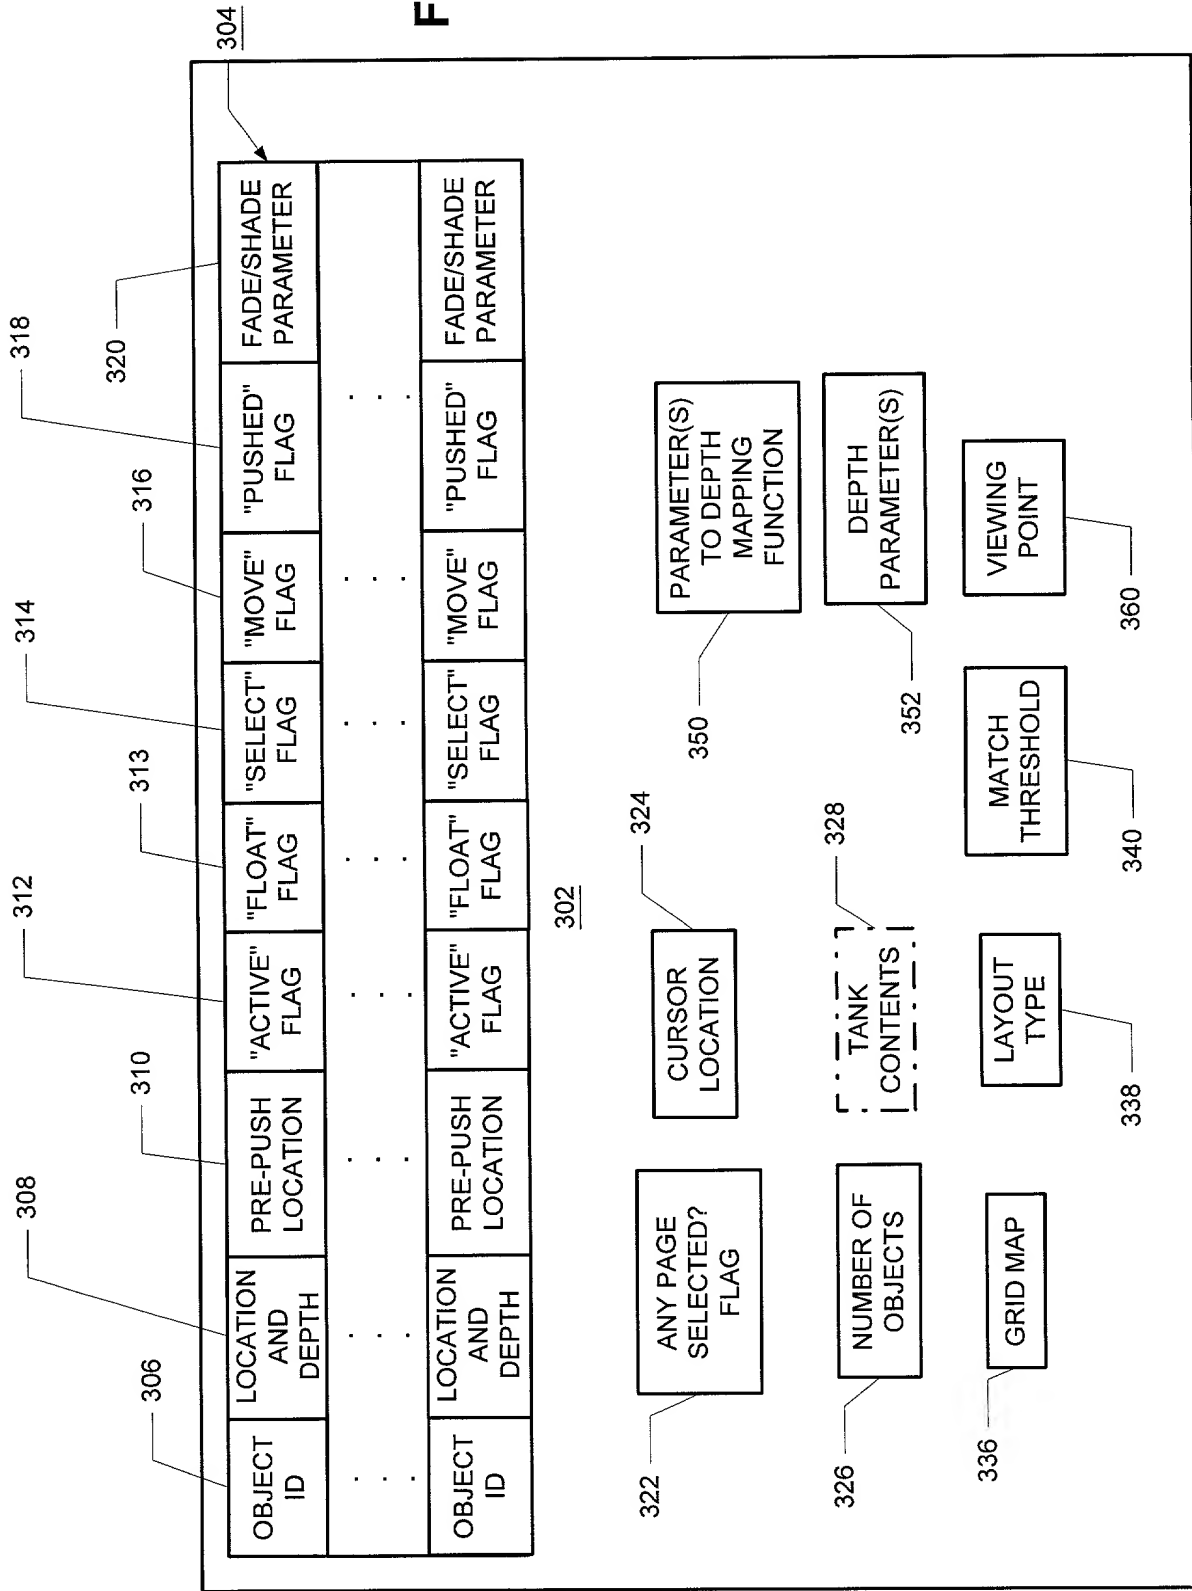 F
304
318
320
316
314
313
312
310
308
306
OBJECT
ID
LOCATION
AND
DEPTH
PRE-PUSH
LOCATION
"ACTIVE"
FLAG
"FLOAT"
FLAG
"SELECT"
FLAG
"MOVE"
FLAG
"PUSHED"
FLAG
FADE/SHADE
PARAMETER
. . .
. . .
. . .
. . .
. . .
. . .
. . .
. . .
OBJECT
ID
LOCATION
AND
DEPTH
PRE-PUSH
LOCATION
"ACTIVE"
FLAG
"FLOAT"
FLAG
"SELECT"
FLAG
"MOVE"
FLAG
"PUSHED"
FLAG
FADE/SHADE
PARAMETER
302
322
ANY PAGE
SELECTED?
FLAG
324
CURSOR
LOCATION
350
PARAMETER(S)
TO DEPTH
MAPPING
FUNCTION
326
NUMBER OF
OBJECTS
328
TANK
CONTENTS
352
DEPTH
PARAMETER(S)
336
GRID MAP
338
LAYOUT
TYPE
340
MATCH
THRESHOLD
360
VIEWING
POINT